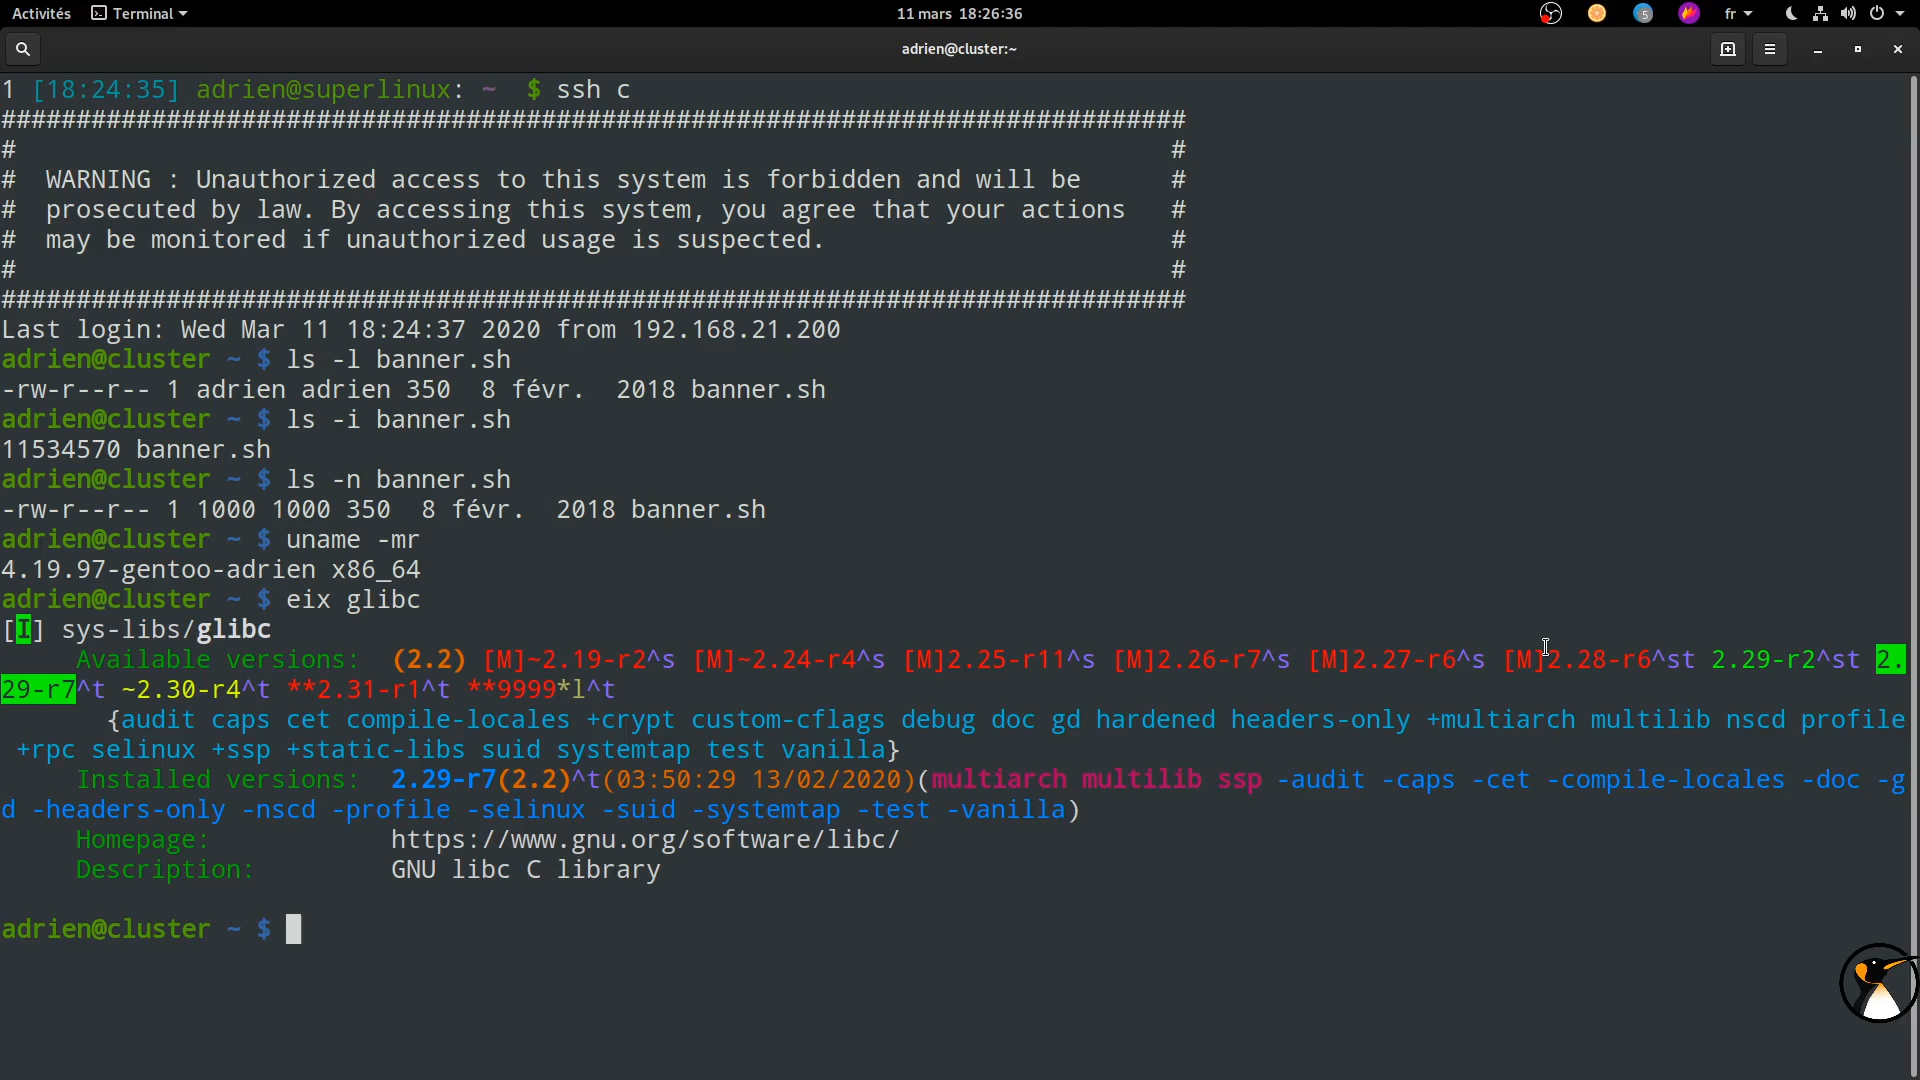 Activités Terminal 11 mars 18:26:36 5 fr
adrien@cluster:~
1 [18:24:35] adrien@superlinux: ~ $ ssh c
###############################################################################
# #
# WARNING : Unauthorized access to this system is forbidden and will be #
# prosecuted by law. By accessing this system, you agree that your actions #
# may be monitored if unauthorized usage is suspected. #
# #
###############################################################################
Last login: Wed Mar 11 18:24:37 2020 from 192.168.21.200
adrien@cluster ~ $ ls -l banner.sh
-rw-r--r-- 1 adrien adrien 350  8 févr.  2018 banner.sh
adrien@cluster ~ $ ls -i banner.sh
11534570 banner.sh
adrien@cluster ~ $ ls -n banner.sh
-rw-r--r-- 1 1000 1000 350  8 févr.  2018 banner.sh
adrien@cluster ~ $ uname -mr
4.19.97-gentoo-adrien x86_64
adrien@cluster ~ $ eix glibc
[I] sys-libs/glibc
Available versions:  (2.2) [M]~2.19-r2^s [M]~2.24-r4^s [M]2.25-r11^s [M]2.26-r7^s [M]2.27-r6^s [M]2.28-r6^st 2.29-r2^st 2.
29-r7^t ~2.30-r4^t **2.31-r1^t **9999*l^t
{audit caps cet compile-locales +crypt custom-cflags debug doc gd hardened headers-only +multiarch multilib nscd profile
+rpc selinux +ssp +static-libs suid systemtap test vanilla}
Installed versions:  2.29-r7(2.2)^t(03:50:29 13/02/2020)(multiarch multilib ssp -audit -caps -cet -compile-locales -doc -g
d -headers-only -nscd -profile -selinux -suid -systemtap -test -vanilla)
Homepage:            https://www.gnu.org/software/libc/
Description:         GNU libc C library
adrien@cluster ~ $